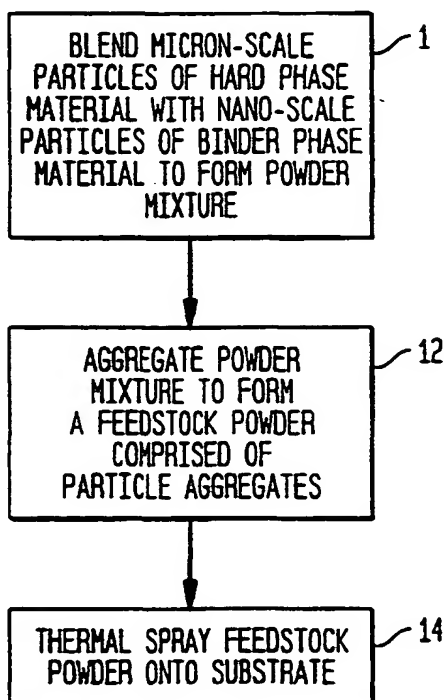 BLEND MICRON-SCALE
PARTICLES OF HARD PHASE
MATERIAL WITH NANO-SCALE
PARTICLES OF BINDER PHASE
MATERIAL TO FORM POWDER
MIXTURE
1
AGGREGATE POWDER
MIXTURE TO FORM
A FEEDSTOCK POWDER
COMPRISED OF
PARTICLE AGGREGATES
12
THERMAL SPRAY FEEDSTOCK
POWDER ONTO SUBSTRATE
14